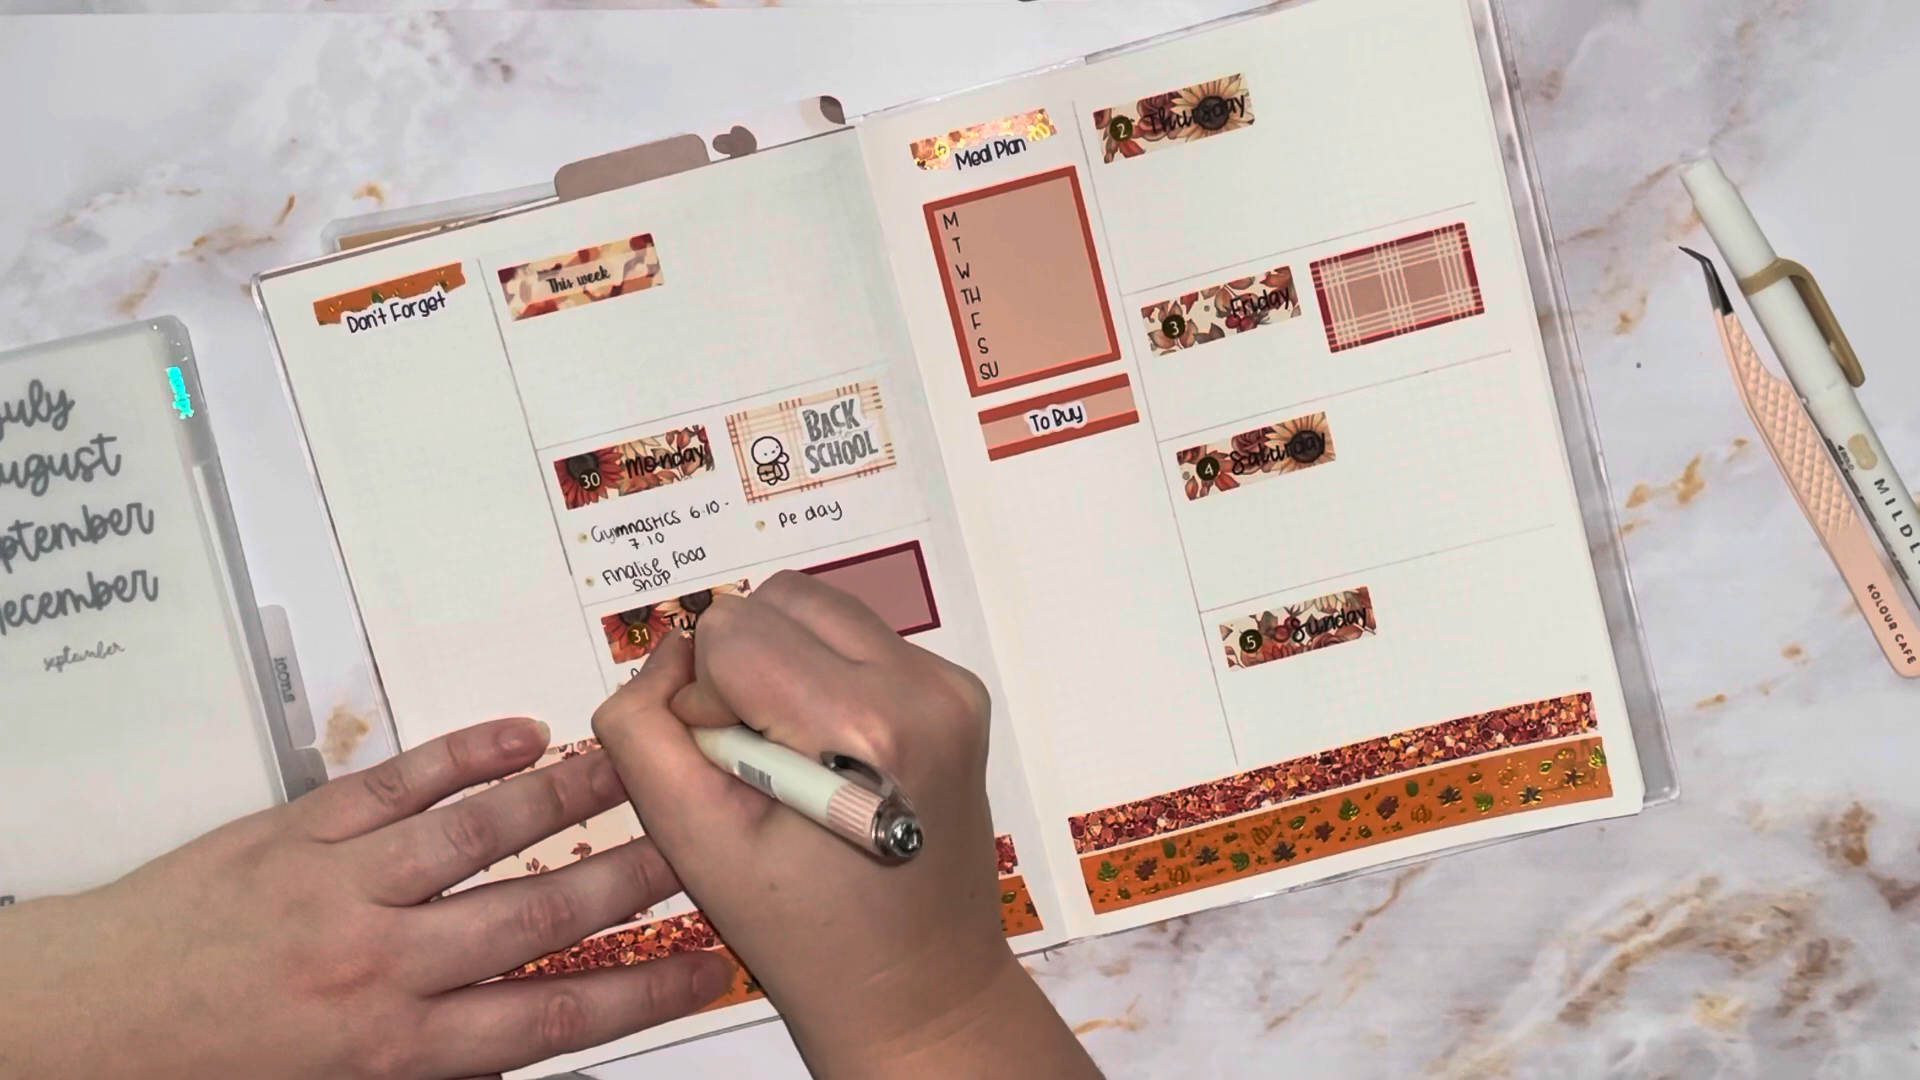 July
August
September
December
september
icons
Don't Forget
This week
30 Monday
BACK
SCHOOL
Gymnastics 6.10 -
7 10
Finalise food
shop
Pe day
31
Meal Plan
M
T
W
TH
F
S
SU
To Buy
2 Thursday
3 Friday
4 Saturday
5 Sunday
KOLOUR CAFE